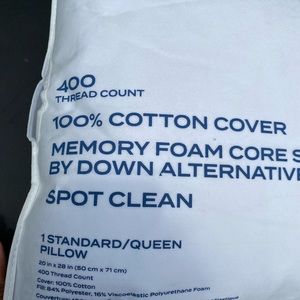 400
THREAD COUNT
100% COTTON COVER
MEMORY FOAM CORE S
BY DOWN ALTERNATIVE
SPOT CLEAN
1 STANDARD/QUEEN
PILLOW
20 in x 28 in (50 cm x 71 cm)
400 Thread Count
Cover: 100% Cotton
Fill: 84% Polyester, 16% Viscoelastic Polyurethane Foam